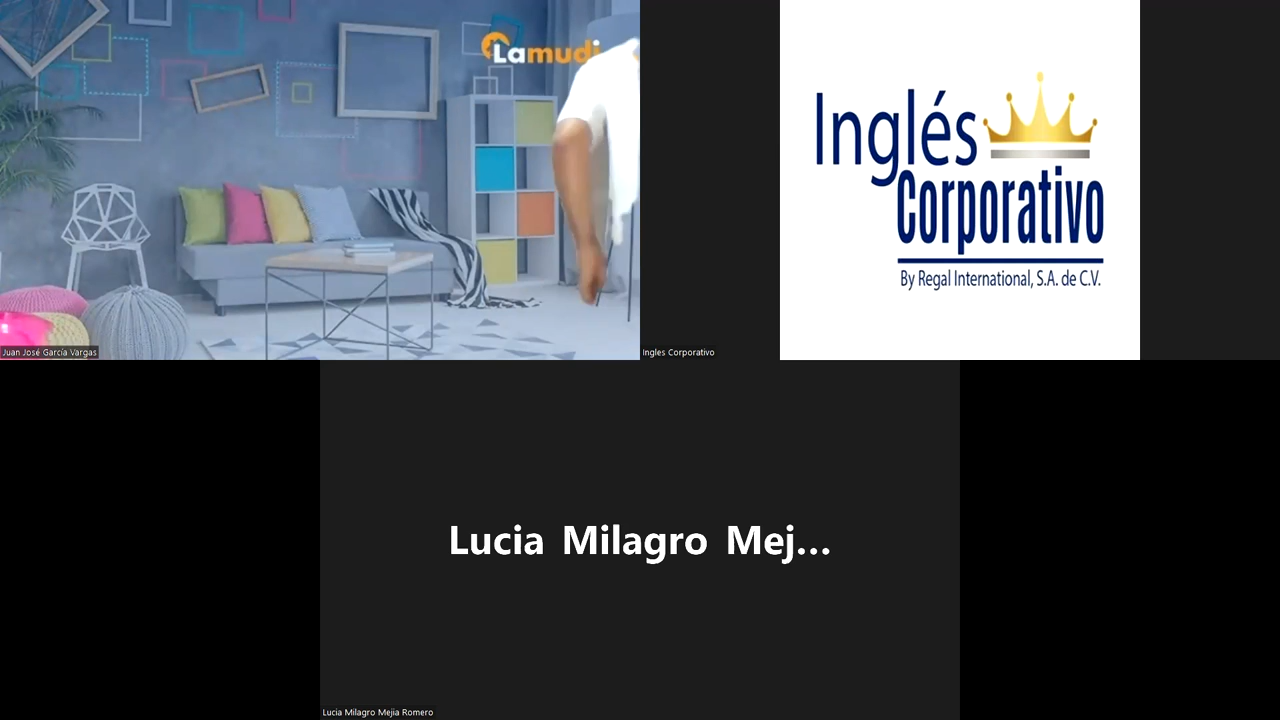 Lamudi
Juan José García Vargas
Inglés
Corporativo
By Regal International, S.A. de C.V.
Ingles Corporativo
Lucia Milagro Mej...
Lucia Milagro Mejia Romero